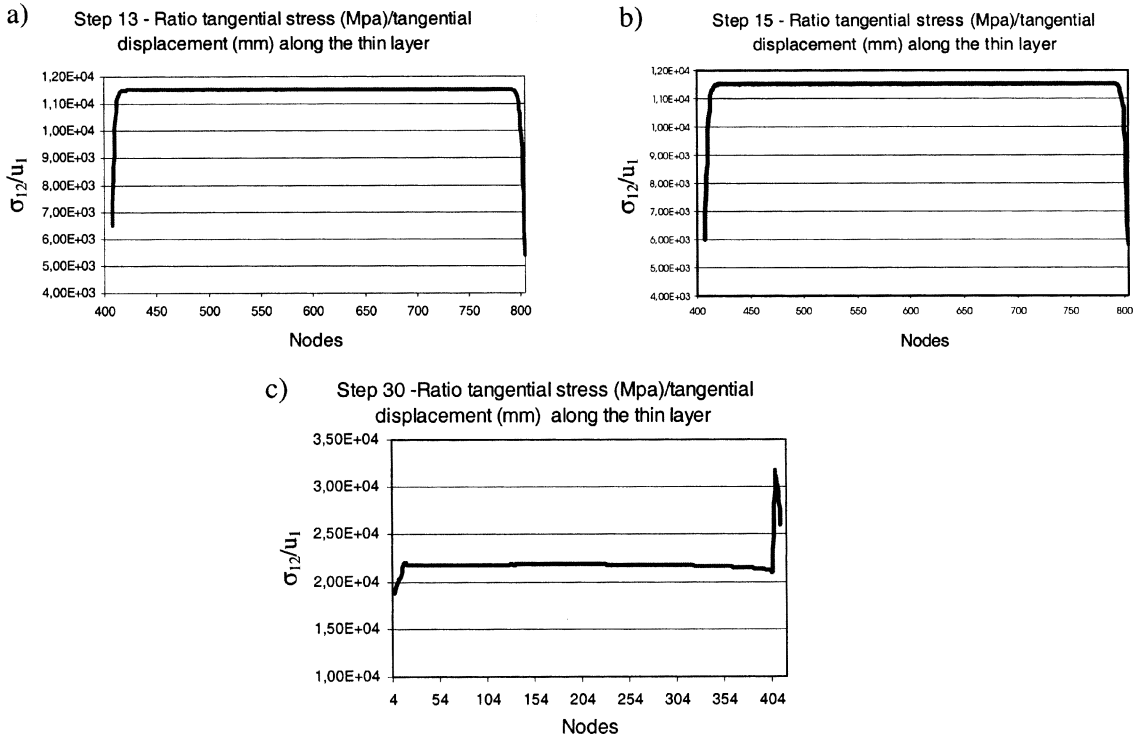 a)
Step 13 - Ratio tangential stress (Mpa)/tangential
displacement (mm) along the thin layer
1,20E+04
1,10E+04
1,00E+04
9,00E+03
8,00E+03
7,00E+03
6,00E+03
5,00E+03
4,00E+03
σ12/u1
400 450 500 550 600 650 700 750 800
Nodes
b)
Step 15 - Ratio tangential stress (Mpa)/tangential
displacement (mm) along the thin layer
1,20E+04
1,10E+04
1,00E+04
9,00E+03
8,00E+03
7,00E+03
6,00E+03
5,00E+03
4,00E+03
σ12/u1
400 450 500 550 600 650 700 750 800
Nodes
c)
Step 30 -Ratio tangential stress (Mpa)/tangential
displacement (mm) along the thin layer
3,50E+04
3,00E+04
2,50E+04
2,00E+04
1,50E+04
1,00E+04
σ12/u1
4 54 104 154 204 254 304 354 404
Nodes